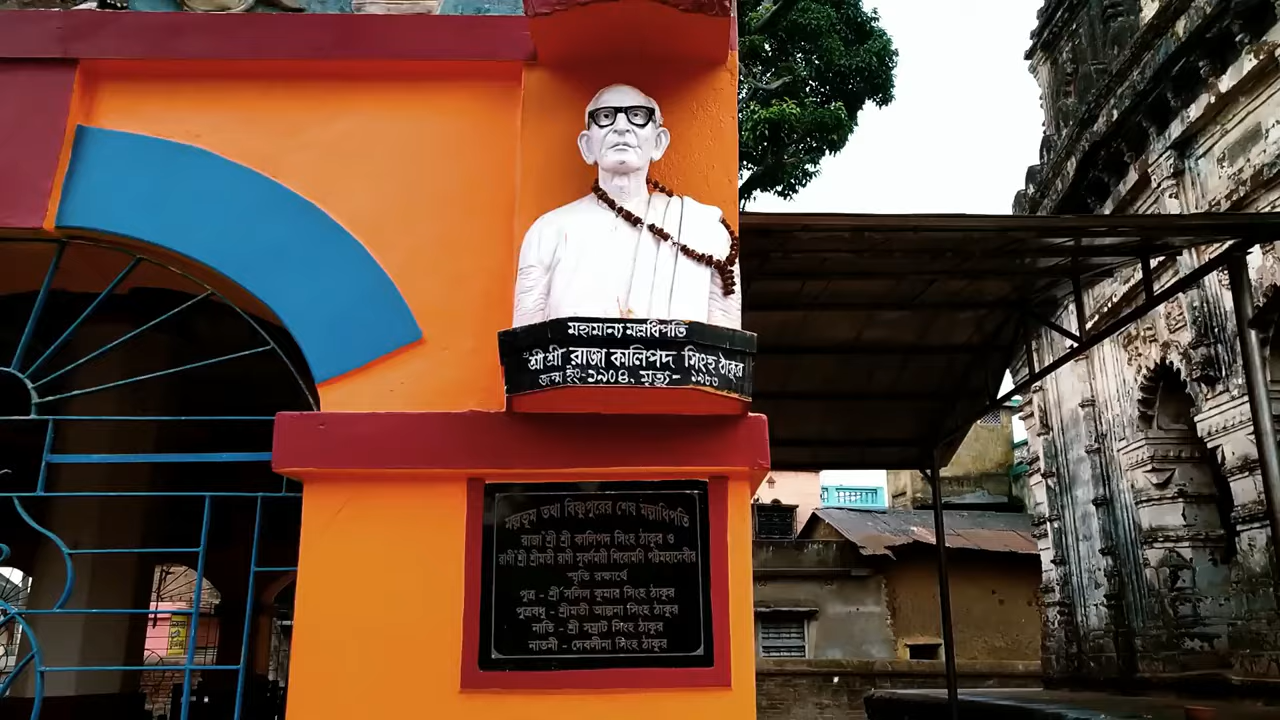 মহামান্য মল্লধিপতি
শ্রী শ্রী রাজা কালিপদ সিংহ ঠাকুর
জন্ম ইং-১৯০৪, মৃত্যু - ১৯৮৩
মল্লভূম তথা বিষ্ণুপুরের শেষ মল্লাধিপতি
রাজা শ্রী শ্রী কালিপদ সিংহ ঠাকুর ও
রাণী শ্রী শ্রীমতী রাণী সুবর্ণময়ী শিরোমণি পট্টমহাদেবীর
স্মৃতি রক্ষার্থে
পুত্র - শ্রী সলিল কুমার সিংহ ঠাকুর
পুত্রবধু - শ্রীমতী আল্পনা সিংহ ঠাকুর
নাতি - শ্রী সম্রাট সিংহ ঠাকুর
নাতনী - দেবলীনা সিংহ ঠাকুর